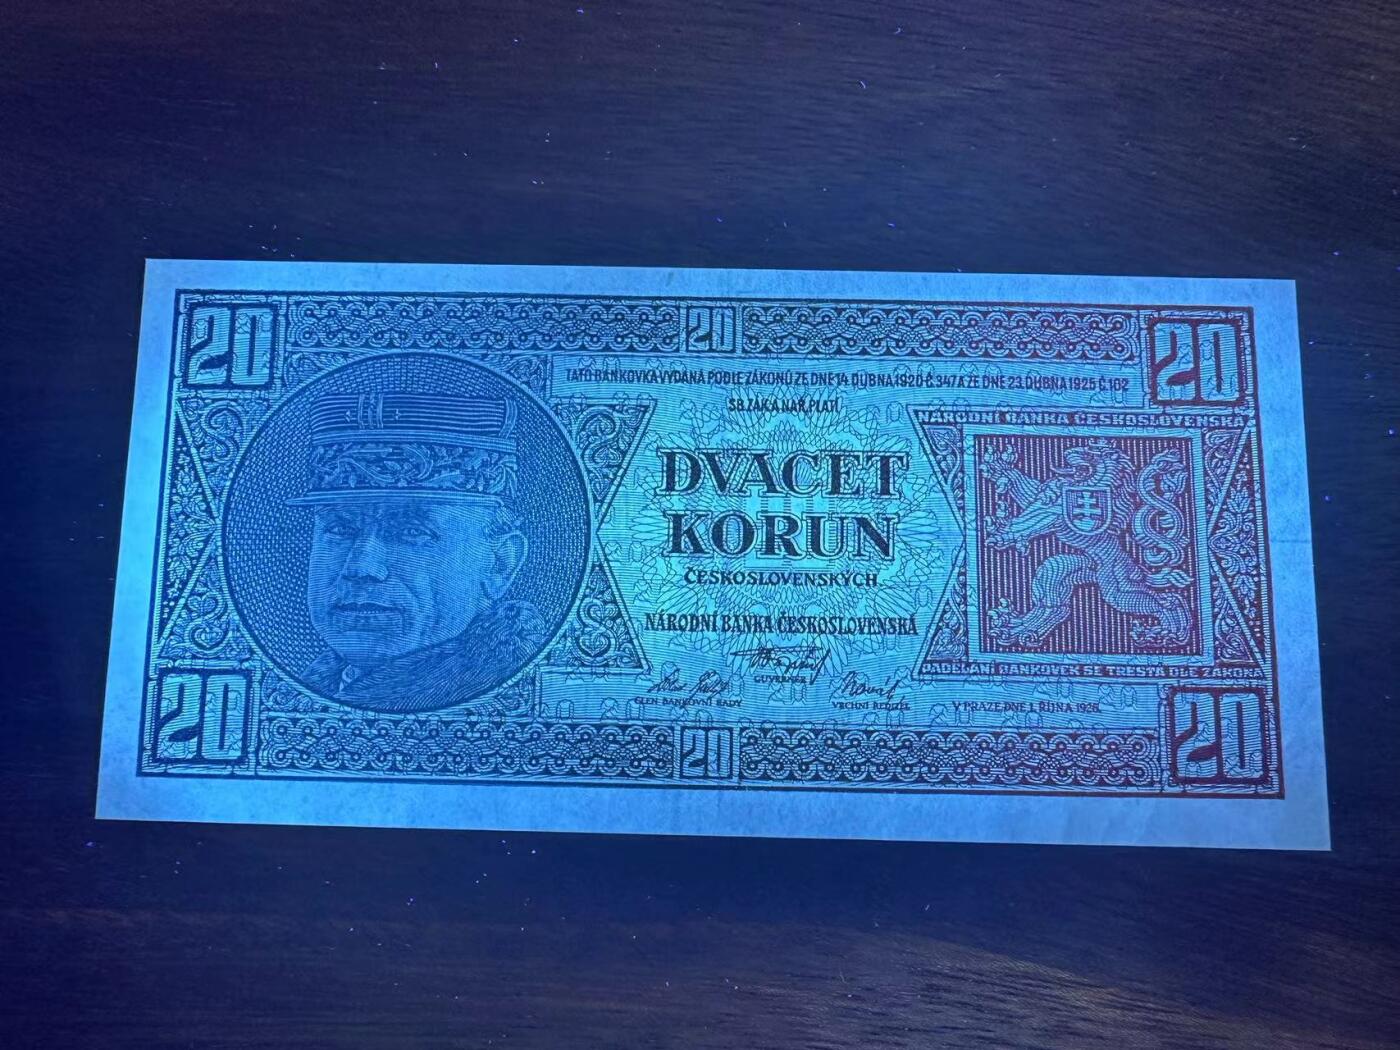 20 20 20
TATO BANKOVKA VYDÁNA PODLE ZÁKONŮ ZE DNE 14. DUBNA 1920 Č. 347 A ZE DNE 23. DUBNA 1925 Č. 102
SB. ZÁK. A NAŘ. PLATÍ
NÁRODNÍ BANKA ČESKOSLOVENSKÁ
DVACET
KORUN
ČESKOSLOVENSKÝCH
NÁRODNÍ BANKA ČESKOSLOVENSKÁ
GUVERNÉR
ČLEN BANKOVNÍ RADY
VRCHNÍ ŘEDITEL
V PRAZE, DNE 1. ŘÍJNA 1926
PADĚLÁNÍ BANKOVEK SE TRESTÁ DLE ZÁKONA
20 20 20